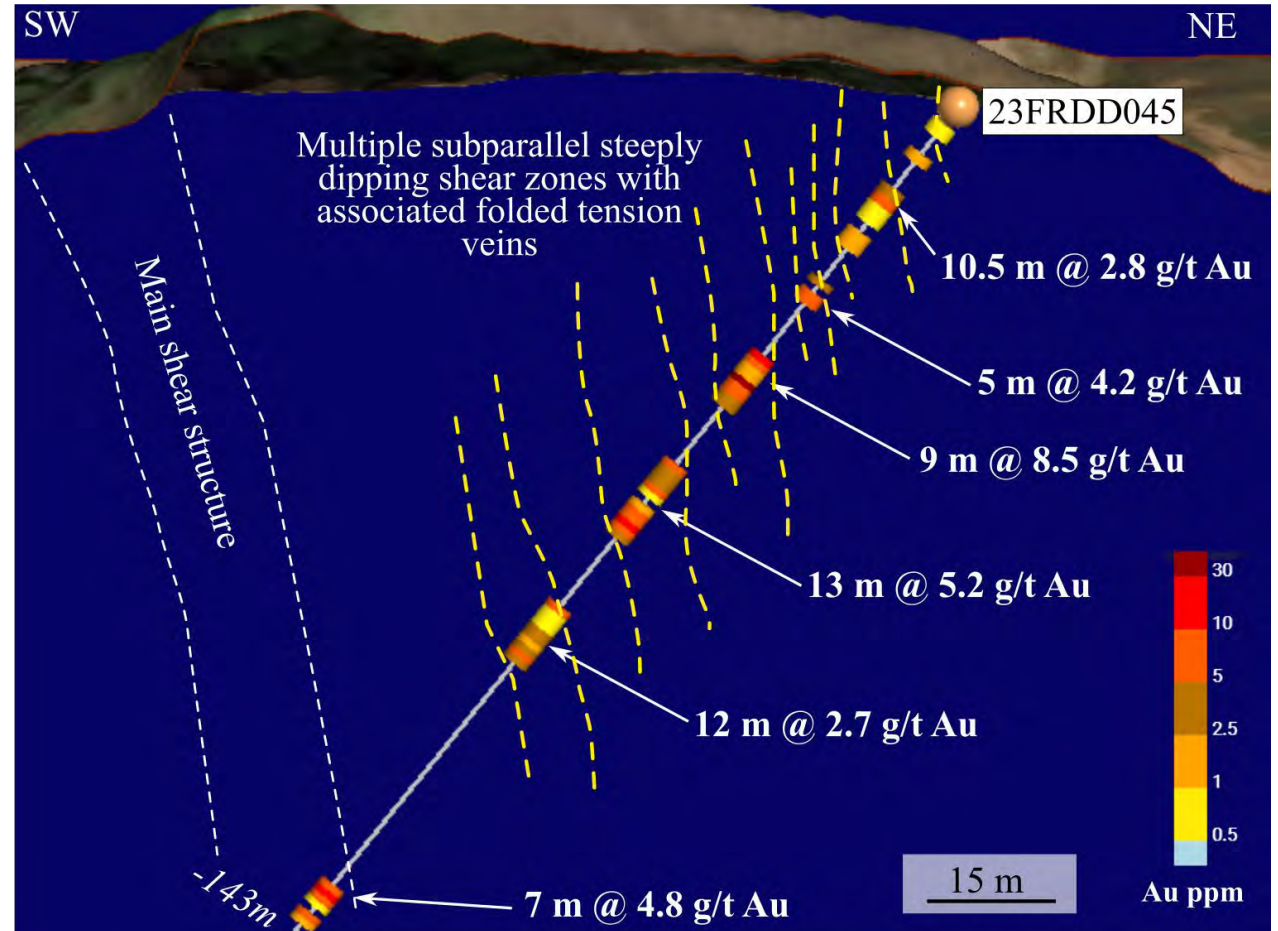 SW
NE
23FRDD045
Multiple subparallel steeply
dipping shear zones with
associated folded tension
veins
10.5 m @ 2.8 g/t Au
Main shear structure
5 m @ 4.2 g/t Au
9 m @ 8.5 g/t Au
13 m @ 5.2 g/t Au
12 m @ 2.7 g/t Au
-143m
7 m @ 4.8 g/t Au
30
10
5
2.5
1
0.5
Au ppm
15 m